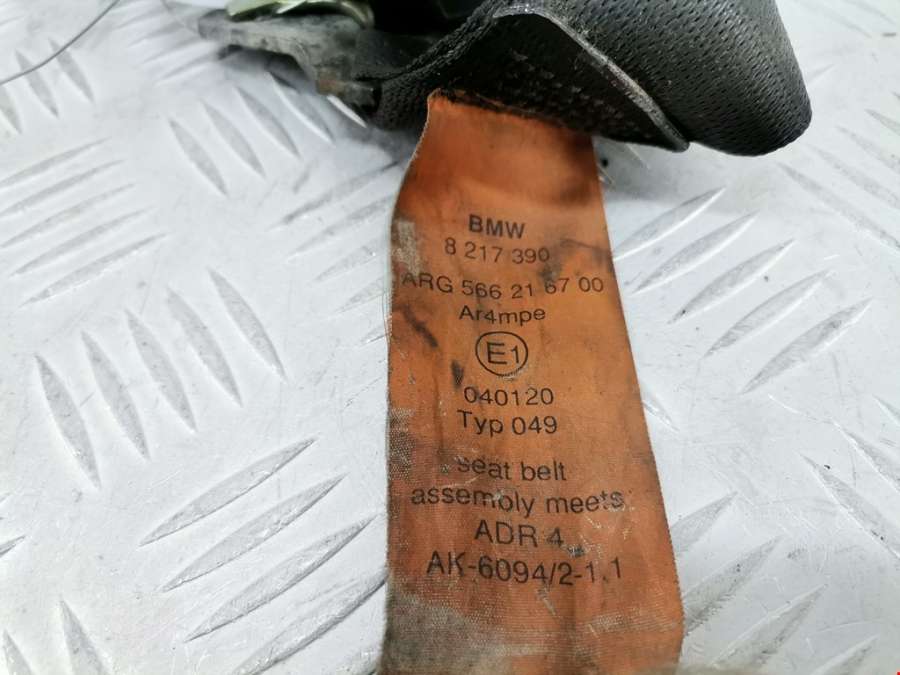 BMW
8 217 390
ARG 566 21 67 00
Ar4mpe
E1
040120
Typ 049
seat belt
assembly meets
ADR 4
AK-6094/2-1.1